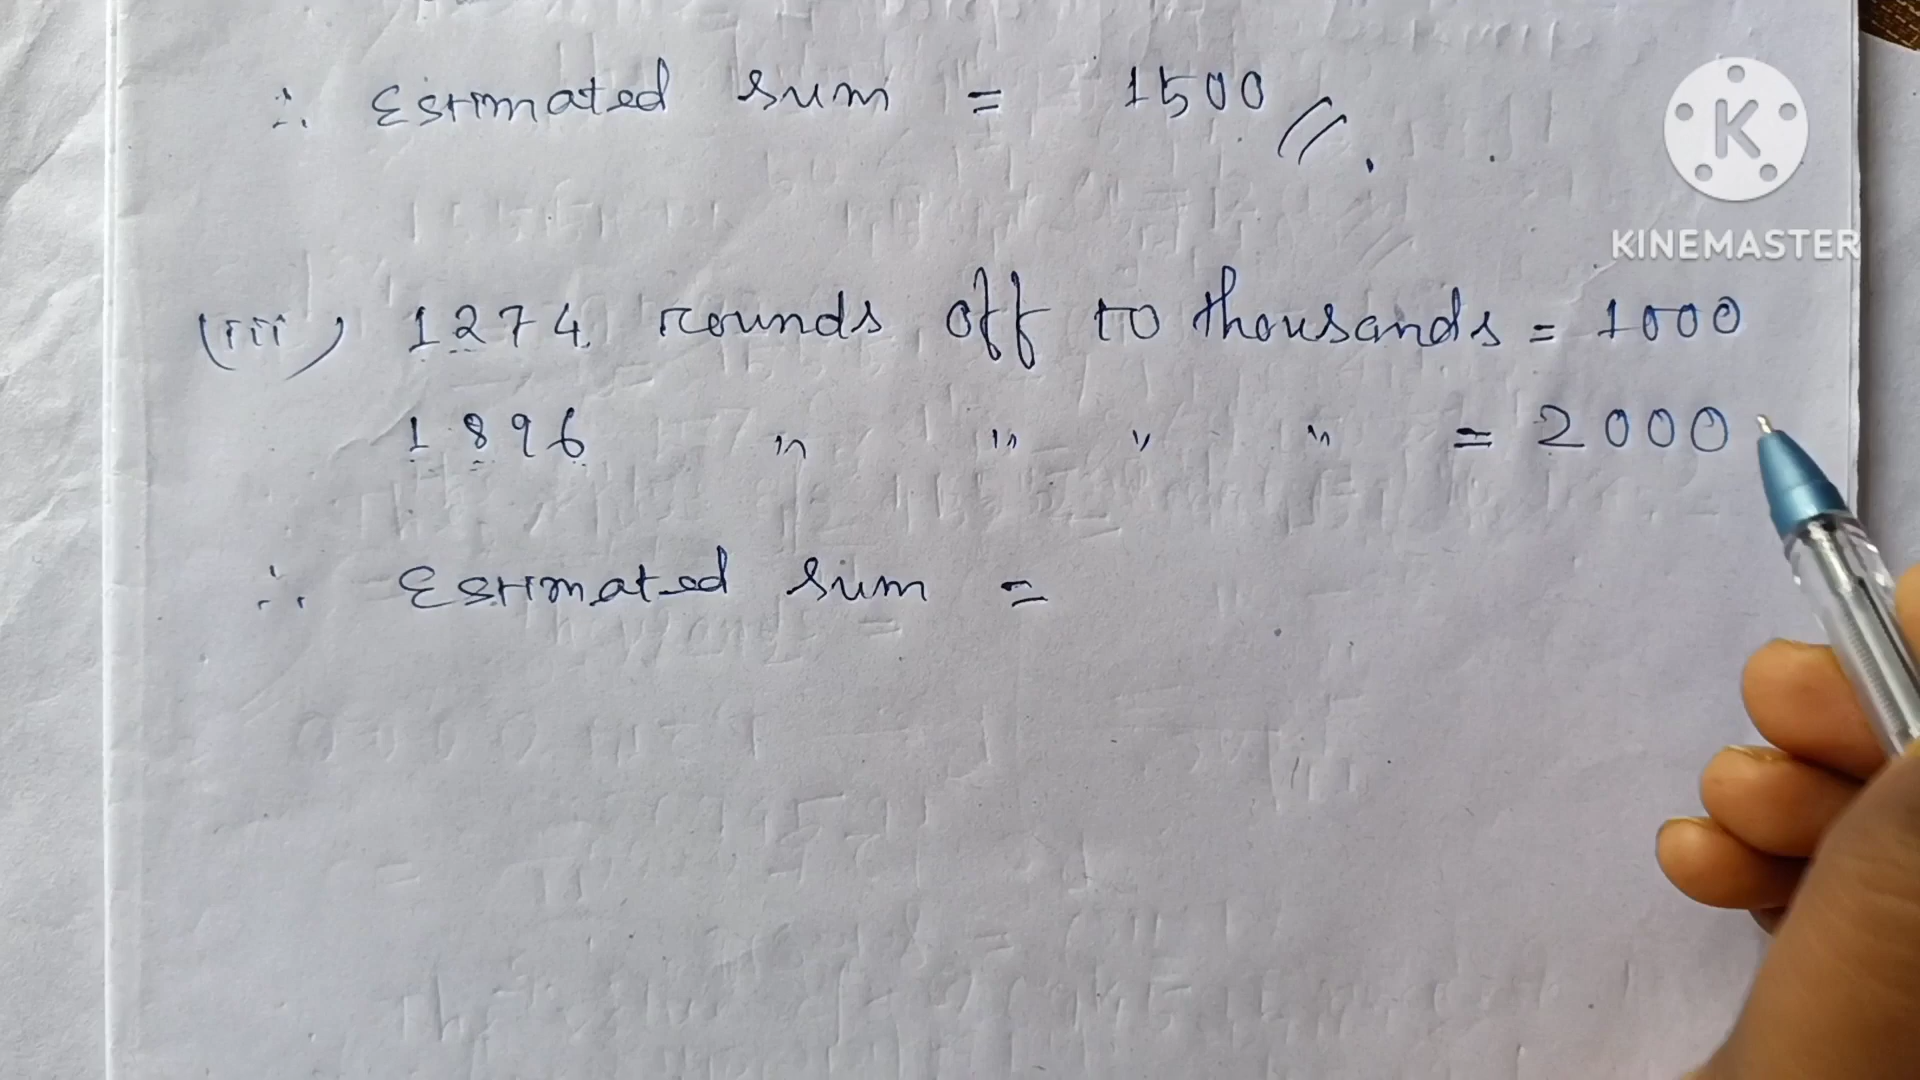 ∴ Estimated sum = 1500 //.
K
KINEMASTER
(iii) 1274 rounds off to thousands = 1000
1896 " " " " = 2000
∴ Estimated sum =